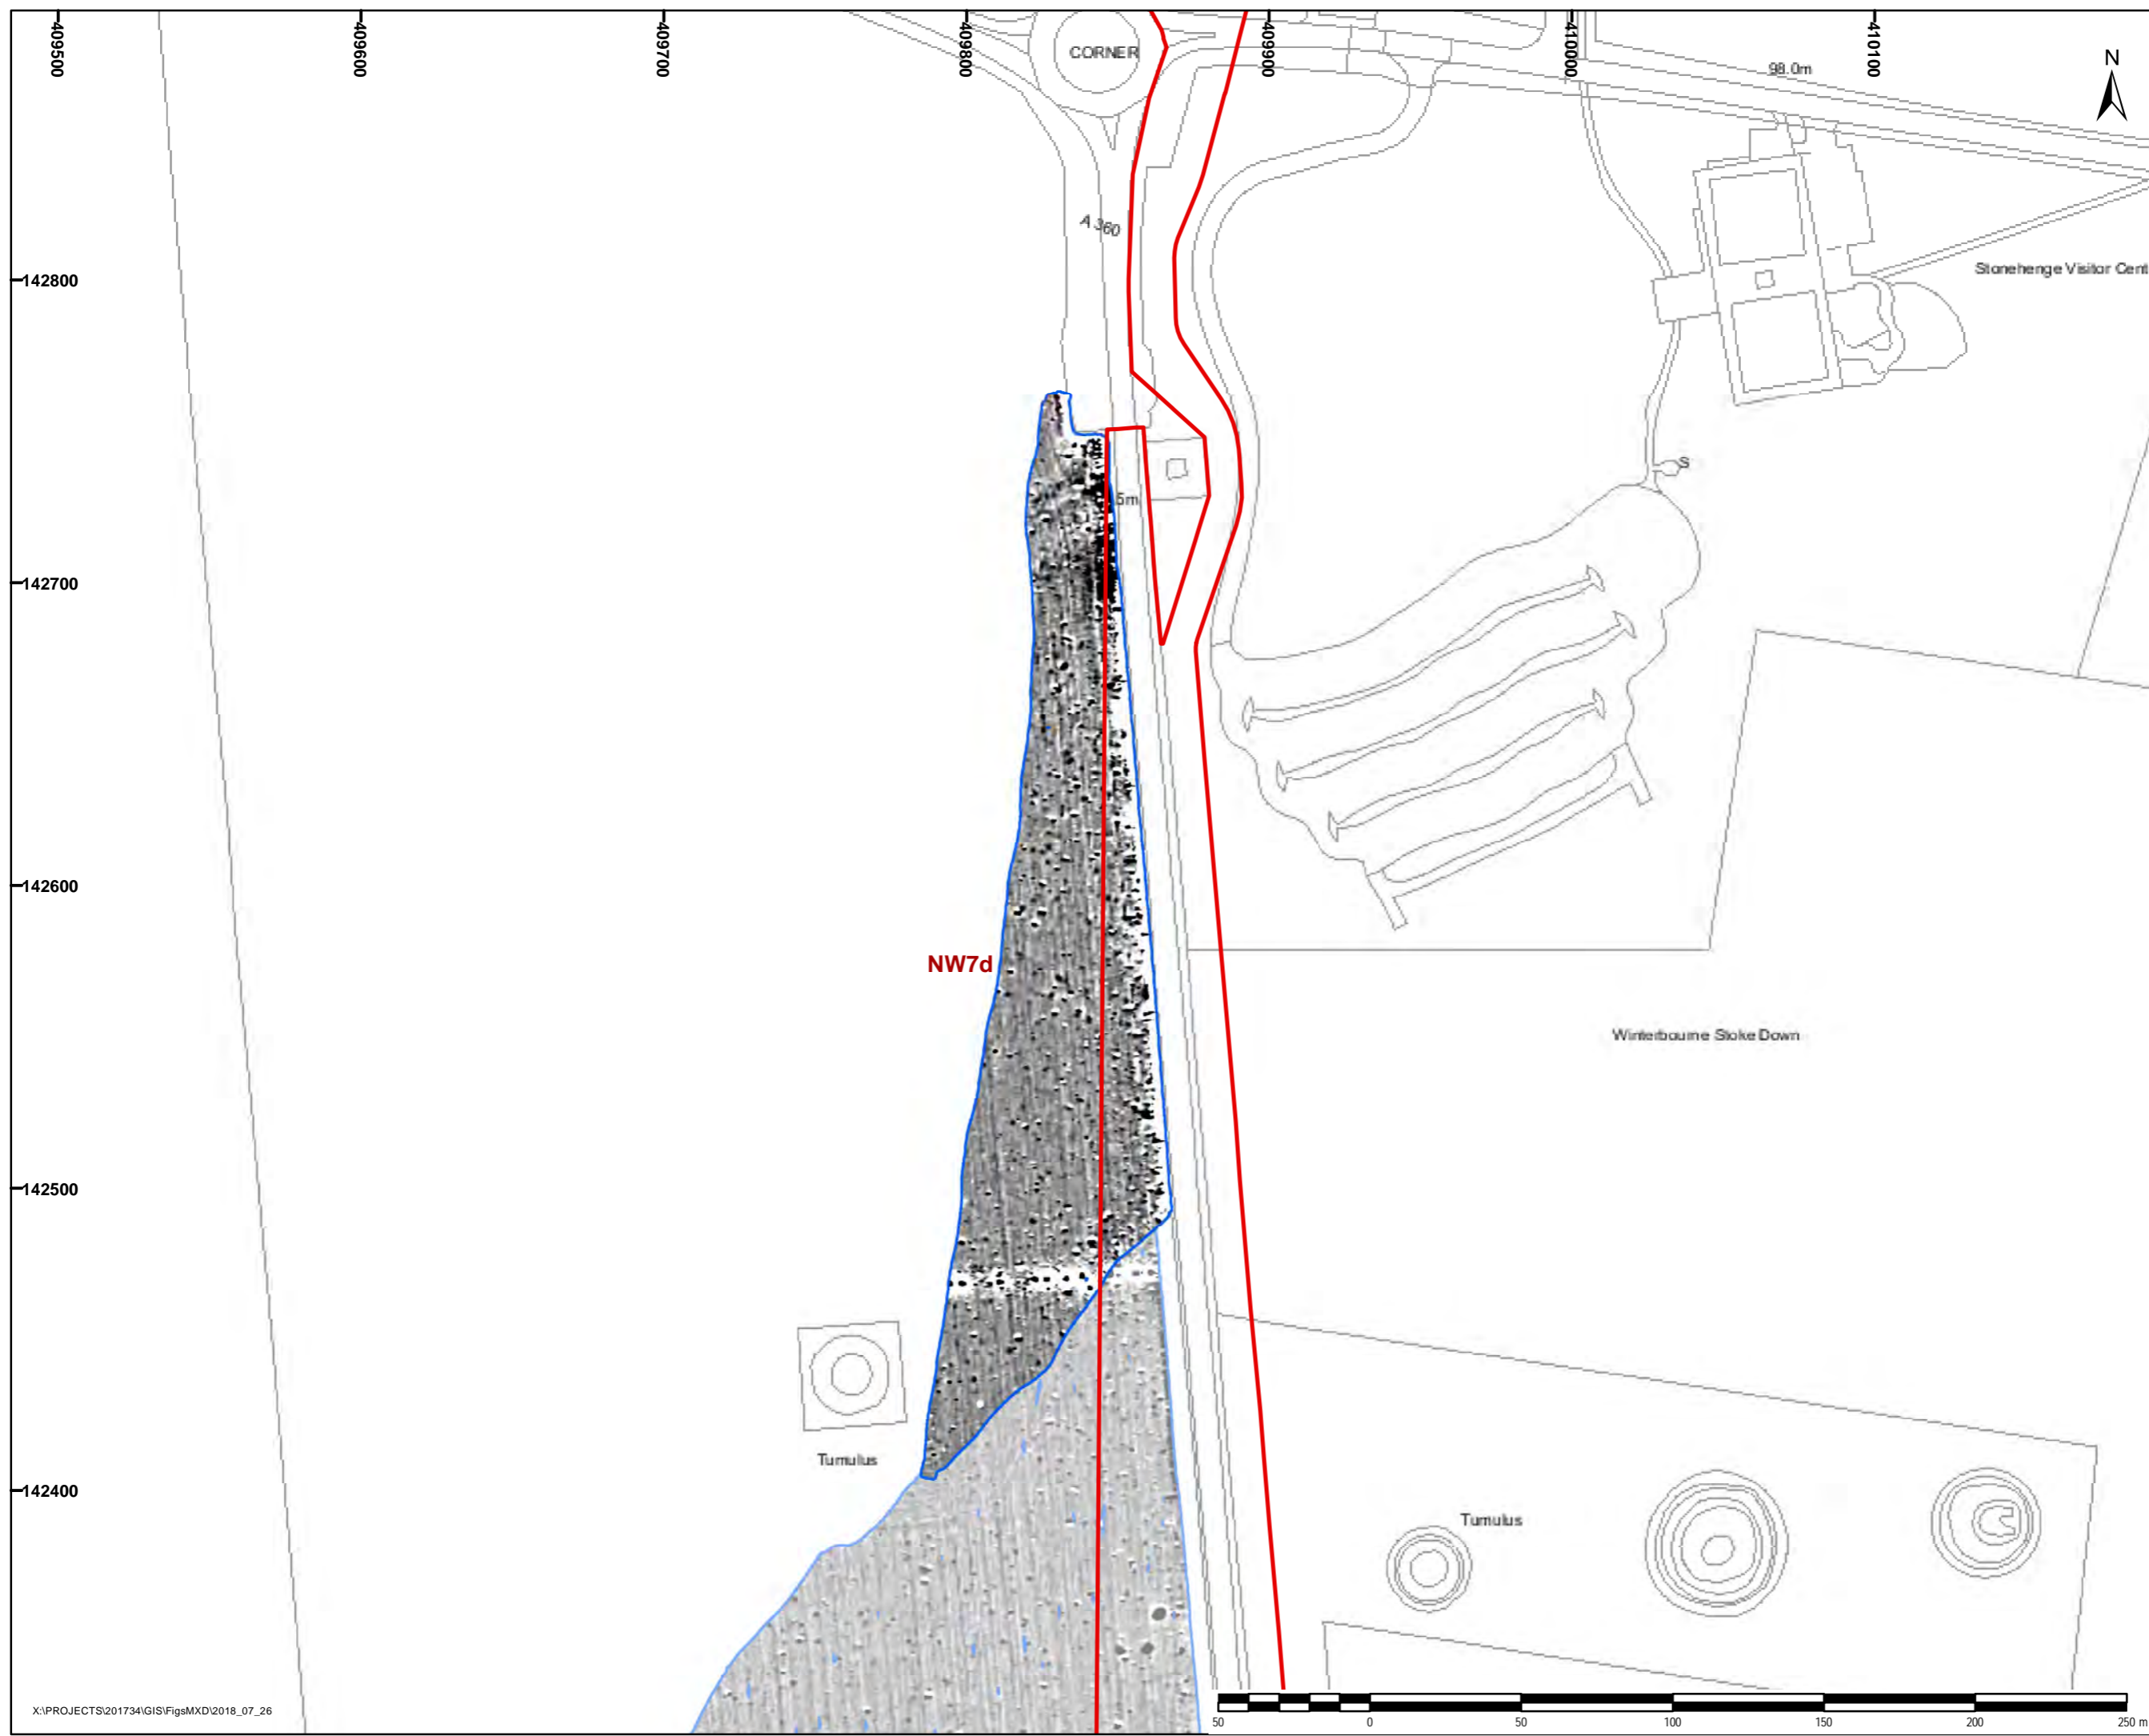 409500
409600
409700
409800
409900
410000
410100
CORNER
98.0m
N
A 360
142800
Stonehenge Visitor Cent
S
5m
142700
142600
NW7d
Winterbourne Stoke Down
142500
Tumulus
142400
Tumulus
X:\PROJECTS\201734\GIS\FigsMXD\2018_07_26
50 0 50 100 150 200 250 m